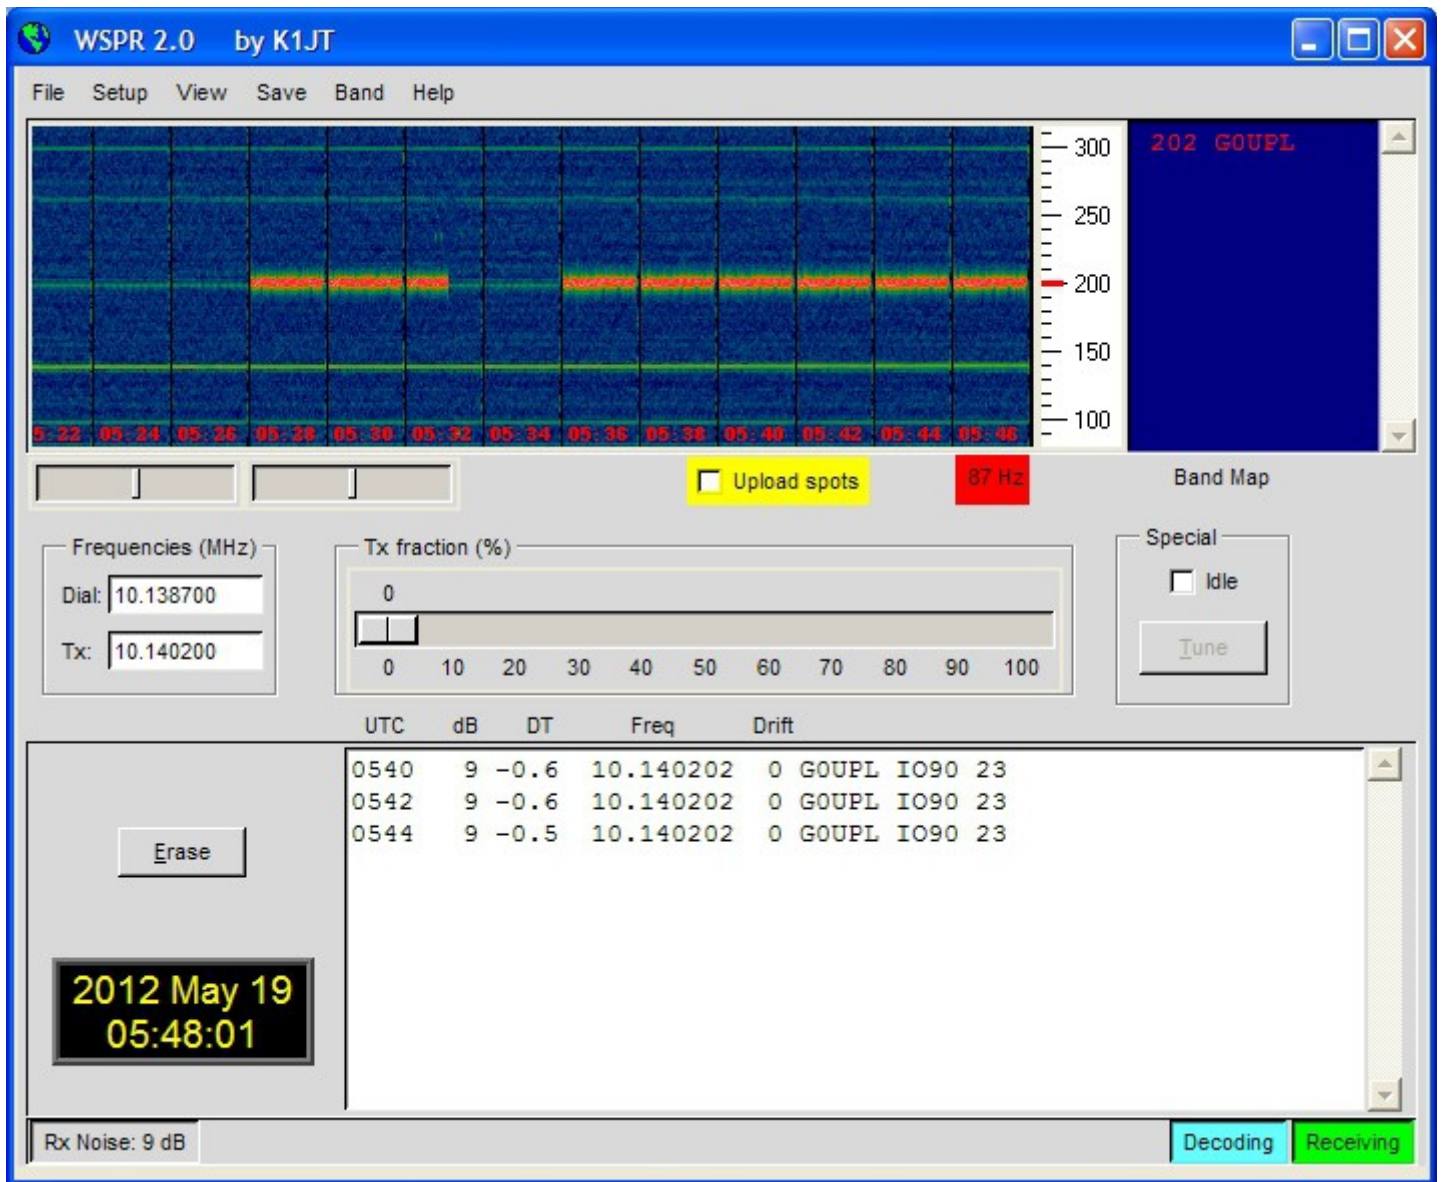 WSPR 2.0 by K1JT
File Setup View Save Band Help
300
250
200
150
100
202 G0UPL
5:22 05:24 05:26 05:28 05:30 05:32 05:34 05:36 05:38 05:40 05:42 05:44 05:46
Upload spots
87 Hz
Band Map
Frequencies (MHz)
Dial: 10.138700
Tx: 10.140200
Tx fraction (%)
0
0 10 20 30 40 50 60 70 80 90 100
Special
Idle
Tune
UTC dB DT Freq Drift
0540 9 -0.6 10.140202 0 G0UPL IO90 23
0542 9 -0.6 10.140202 0 G0UPL IO90 23
0544 9 -0.5 10.140202 0 G0UPL IO90 23
Erase
2012 May 19
05:48:01
Rx Noise: 9 dB
Decoding
Receiving